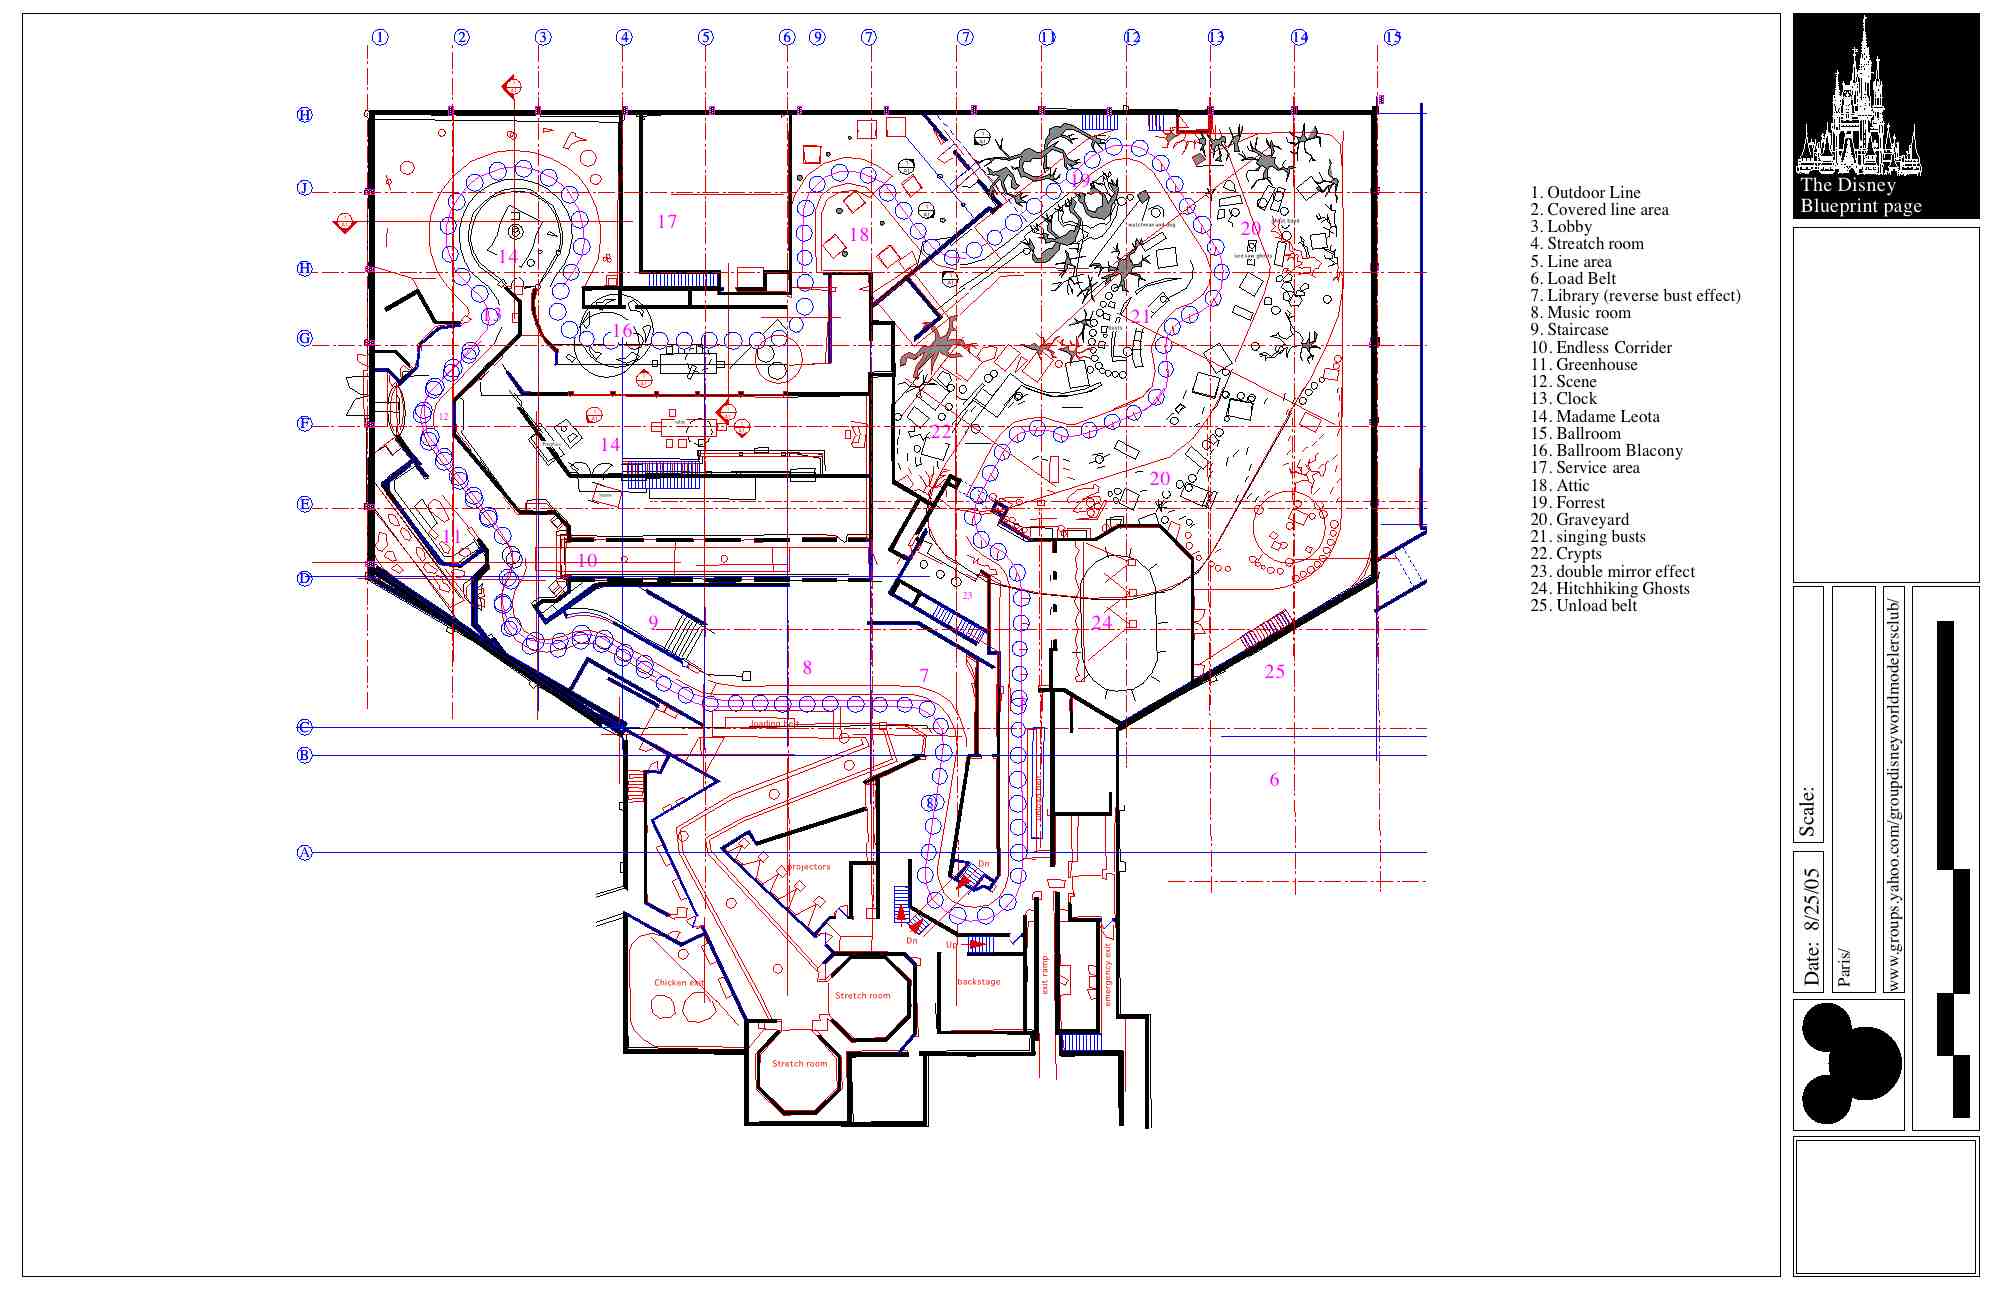 1 2 3 4 5 6 9 7 7 11 12 13 14 15
H
J
H
G
F
E
D
C
B
A
17
18
19
20
14
13
16
21
12
14
22
20
11
10
23
9
24
8
7
25
6
8
watchman and dog
loading belt
projectors
Dn
Dn
Up
Chicken exit
Stretch room
backstage
exit ramp
emergency exit
Stretch room
1. Outdoor Line
2. Covered line area
3. Lobby
4. Streatch room
5. Line area
6. Load Belt
7. Library (reverse bust effect)
8. Music room
9. Staircase
10. Endless Corrider
11. Greenhouse
12. Scene
13. Clock
14. Madame Leota
15. Ballroom
16. Ballroom Blacony
17. Service area
18. Attic
19. Forrest
20. Graveyard
21. singing busts
22. Crypts
23. double mirror effect
24. Hitchhiking Ghosts
25. Unload belt
The Disney
Blueprint page
Scale:
Date: 8/25/05
Paris/
www.groups.yahoo.com/groupdisneyworldmodelersclub/